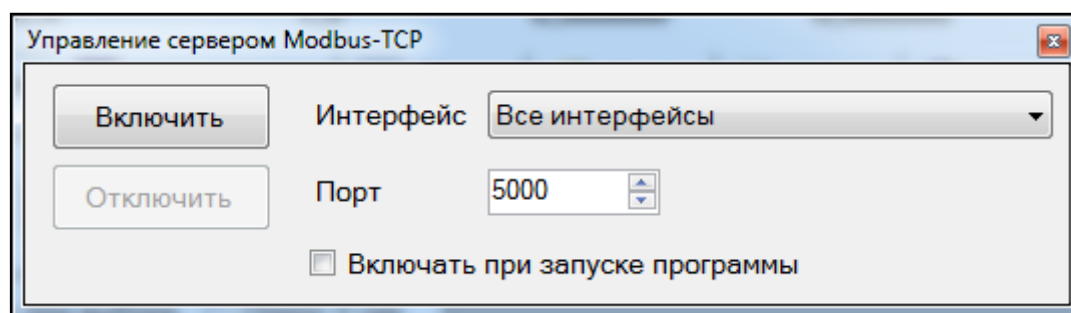 Управление сервером Modbus-TCP
Включить
Интерфейс Все интерфейсы
Отключить
Порт 5000
Включать при запуске программы